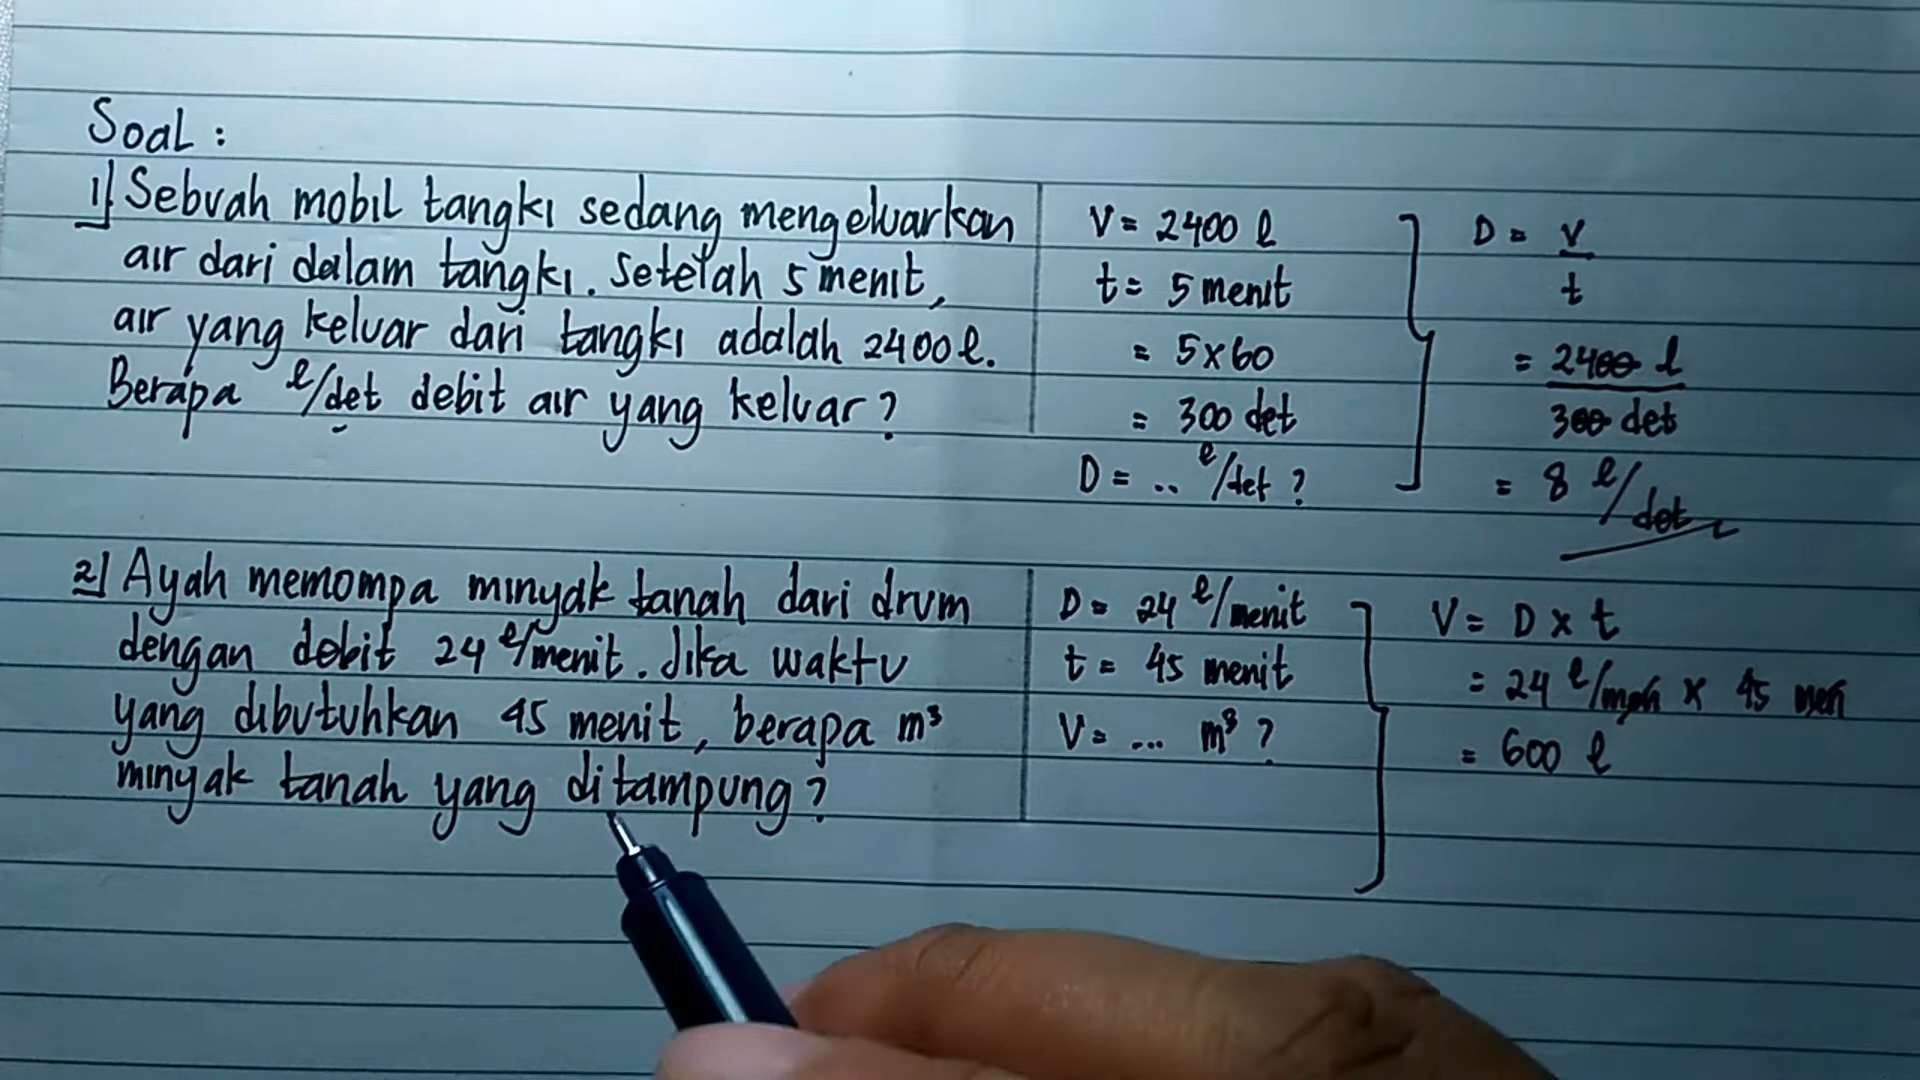 Soal :
1) Sebuah mobil tangki sedang mengeluarkan
air dari dalam tangki. Setelah 5 menit,
air yang keluar dari tangki adalah 2400 l.
Berapa l/det debit air yang keluar?
V = 2400 l
t = 5 menit
= 5 x 60
= 300 det
D = .. l/det ?
D = V
t
= 2400 l
300 det
= 8 l/det
2) Ayah memompa minyak tanah dari drum
dengan debit 24 l/menit. Jika waktu
yang dibutuhkan 45 menit, berapa m³
minyak tanah yang ditampung?
D = 24 l/menit
t = 45 menit
V = ... m³ ?
V = D x t
= 24 l/men x 45 men
= 600 l